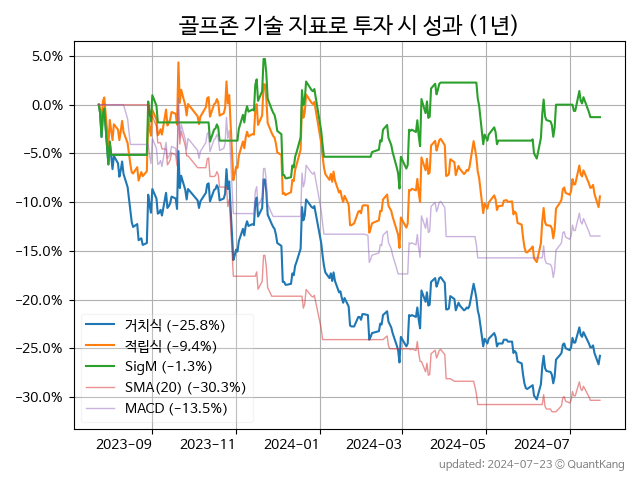 골프존 기술 지표로 투자 시 성과 (1년)
5.0%
0.0%
−5.0%
−10.0%
−15.0%
−20.0%
−25.0%
−30.0%
거치식 (−25.8%)
적립식 (−9.4%)
SigM (−1.3%)
SMA(20) (−30.3%)
MACD (−13.5%)
2023−09 2023−11 2024−01 2024−03 2024−05 2024−07
updated: 2024−07−23 © QuantKang